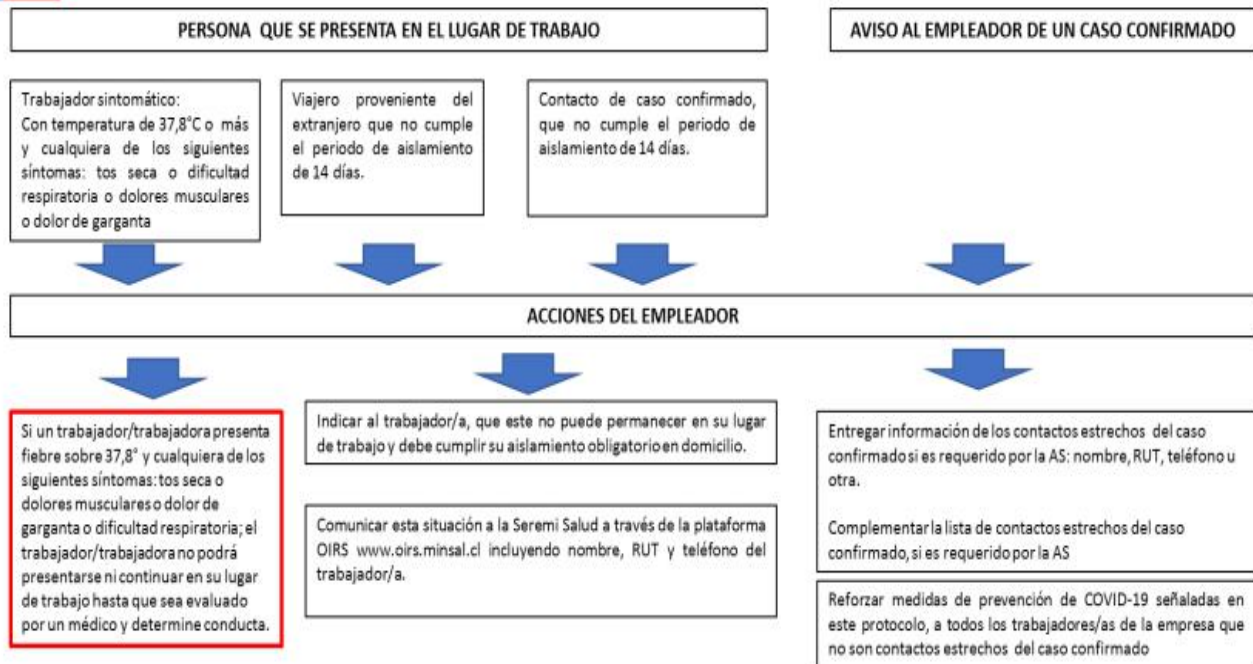 PERSONA QUE SE PRESENTA EN EL LUGAR DE TRABAJO
AVISO AL EMPLEADOR DE UN CASO CONFIRMADO
Trabajador sintomático:
Con temperatura de 37,8°C o más
y cualquiera de los siguientes
síntomas: tos seca o dificultad
respiratoria o dolores musculares
o dolor de garganta
Viajero proveniente del
extranjero que no cumple
el periodo de aislamiento
de 14 días.
Contacto de caso confirmado,
que no cumple el periodo de
aislamiento de 14 días.
ACCIONES DEL EMPLEADOR
Si un trabajador/trabajadora presenta
fiebre sobre 37,8° y cualquiera de los
siguientes síntomas: tos seca o
dolores musculares o dolor de
garganta o dificultad respiratoria; el
trabajador/trabajadora no podrá
presentarse ni continuar en su lugar
de trabajo hasta que sea evaluado
por un médico y determine conducta.
Indicar al trabajador/a, que este no puede permanecer en su lugar
de trabajo y debe cumplir su aislamiento obligatorio en domicilio.
Comunicar esta situación a la Seremi Salud a través de la plataforma
OIRS www.oirs.minsal.cl incluyendo nombre, RUT y teléfono del
trabajador/a.
Entregar información de los contactos estrechos del caso
confirmado si es requerido por la AS: nombre, RUT, teléfono u
otra.
Complementar la lista de contactos estrechos del caso
confirmado, si es requerido por la AS
Reforzar medidas de prevención de COVID-19 señaladas en
este protocolo, a todos los trabajadores/as de la empresa que
no son contactos estrechos del caso confirmado